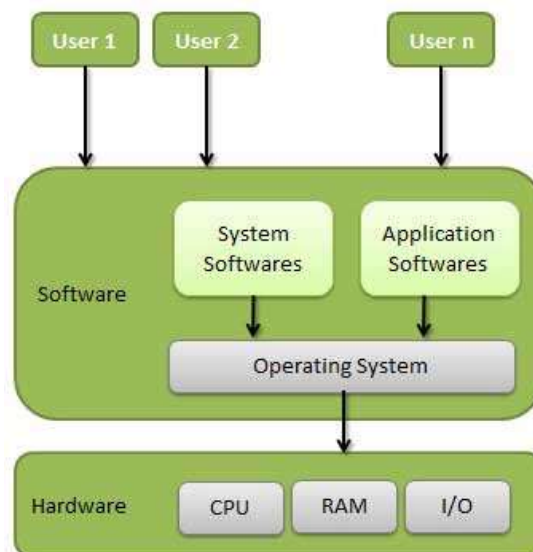 User 1
User 2
User n
System
Softwares
Application
Softwares
Software
Operating System
Hardware
CPU
RAM
I/O